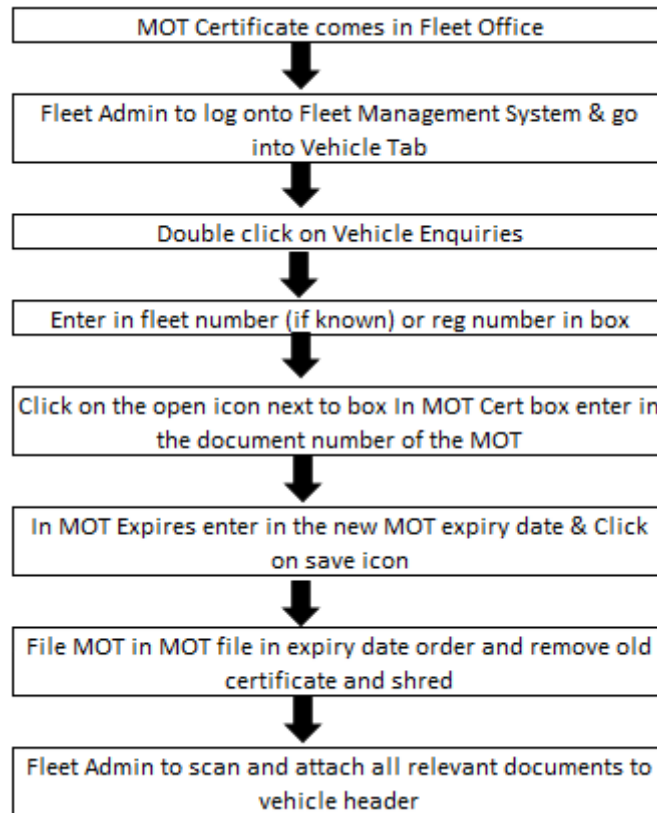 MOT Certificate comes in Fleet Office
Fleet Admin to log onto Fleet Management System & go
into Vehicle Tab
Double click on Vehicle Enquiries
Enter in fleet number (if known) or reg number in box
Click on the open icon next to box In MOT Cert box enter in
the document number of the MOT
In MOT Expires enter in the new MOT expiry date & Click
on save icon
File MOT in MOT file in expiry date order and remove old
certificate and shred
Fleet Admin to scan and attach all relevant documents to
vehicle header